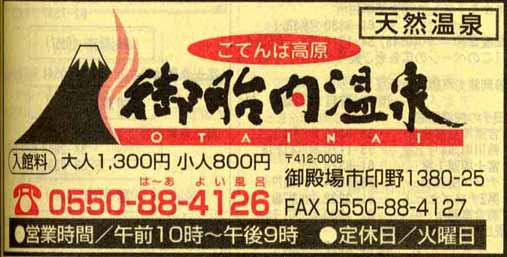 天然温泉
ごてんば高原
御胎内温泉
OTAINAI
入館料 大人1,300円 小人800円
〒412-0008
御殿場市印野1380-25
ば〜あ よい風呂
☎0550-88-4126
FAX 0550-88-4127
●営業時間/午前10時〜午後9時 ●定休日/火曜日